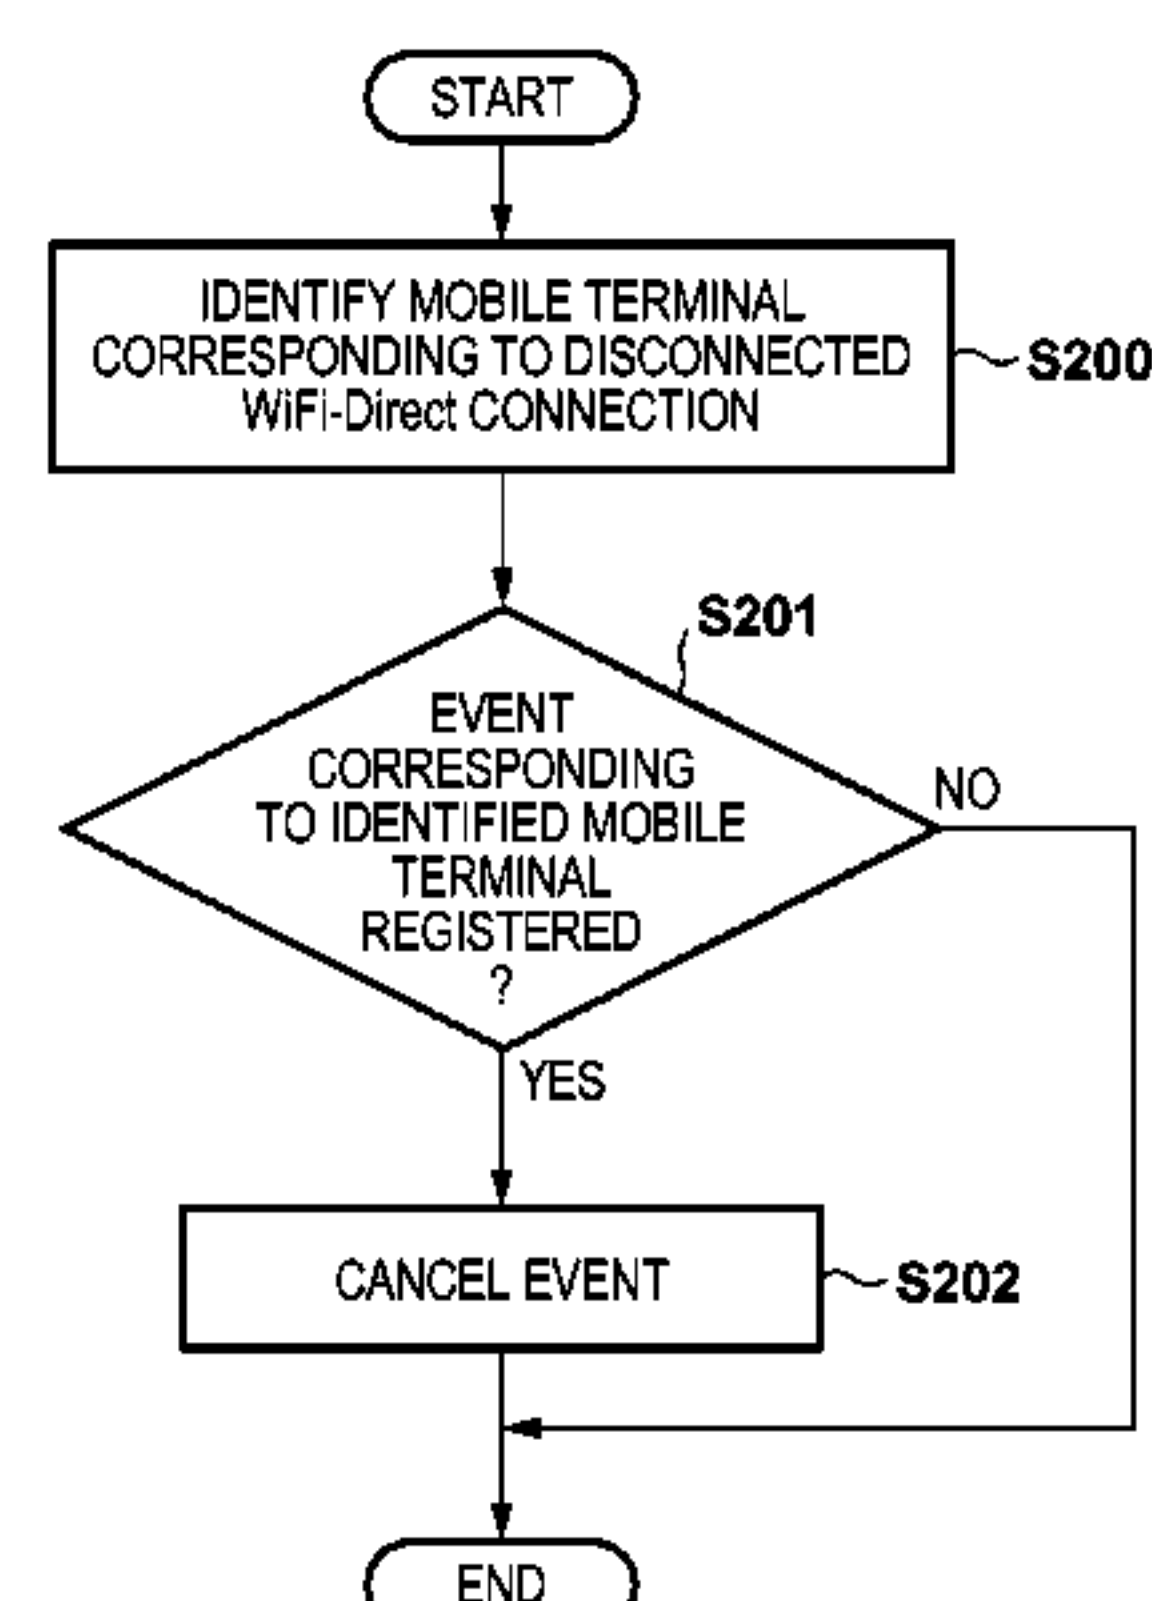 START
IDENTIFY MOBILE TERMINAL
CORRESPONDING TO DISCONNECTED
WiFi-Direct CONNECTION
S200
S201
EVENT
CORRESPONDING
TO IDENTIFIED MOBILE
TERMINAL
REGISTERED
?
NO
YES
CANCEL EVENT
S202
END